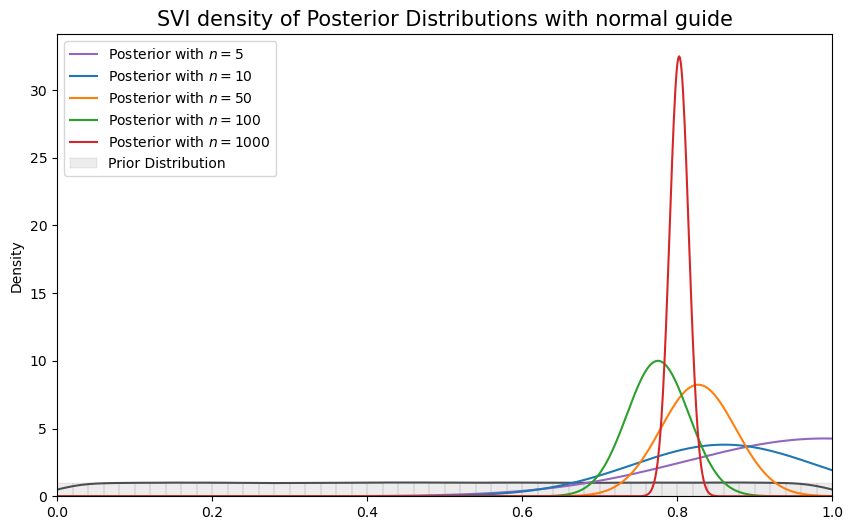 SVI density of Posterior Distributions with normal guide
Posterior with n = 5
Posterior with n = 10
Posterior with n = 50
Posterior with n = 100
Posterior with n = 1000
Prior Distribution
Density
30
25
20
15
10
5
0
0.0 0.2 0.4 0.6 0.8 1.0